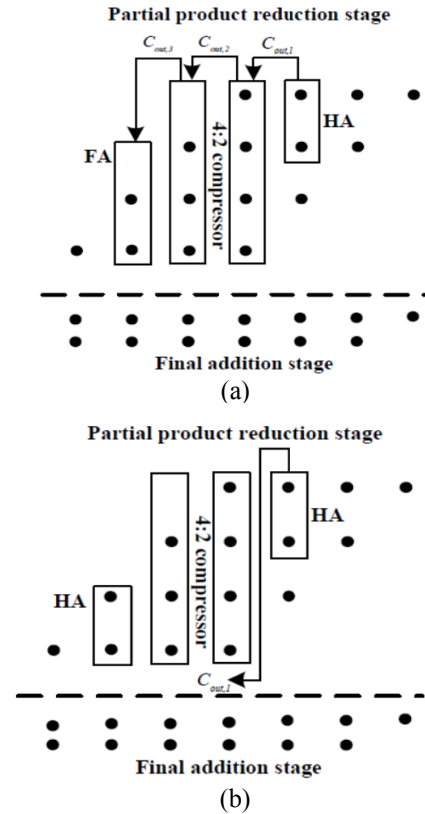 Partial product reduction stage
C_out,3 C_out,2 C_out,1
HA
FA
4:2 compressor
Final addition stage
(a)
Partial product reduction stage
4:2 compressor
HA
HA
C_out,1
Final addition stage
(b)